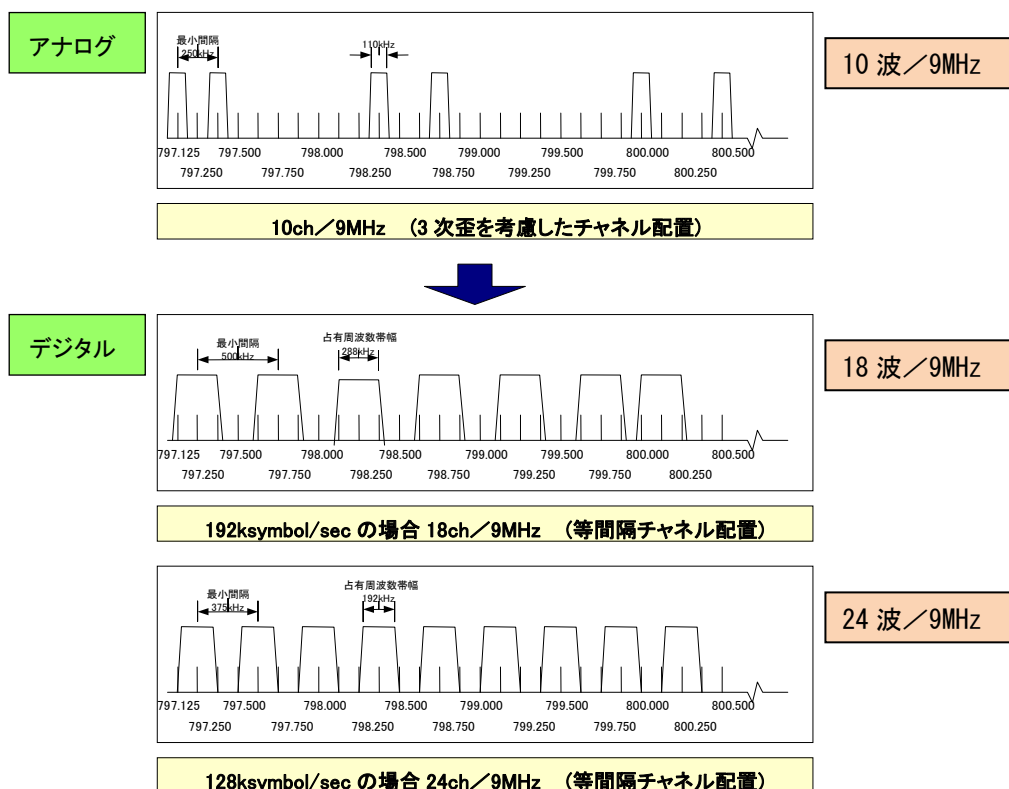 アナログ
最小間隔
250kHz
110kHz
797.125 797.500 798.000 798.500 799.000 799.500 800.000 800.500
797.250 797.750 798.250 798.750 799.250 799.750 800.250
10 波／9MHz
10ch／9MHz （3 次歪を考慮したチャネル配置）
デジタル
最小間隔
500kHz
占有周波数帯幅
288kHz
797.125 797.500 798.000 798.500 799.000 799.500 800.000 800.500
797.250 797.750 798.250 798.750 799.250 799.750 800.250
18 波／9MHz
192ksymbol/sec の場合 18ch／9MHz （等間隔チャネル配置）
最小間隔
375kHz
占有周波数帯幅
192kHz
797.125 797.500 798.000 798.500 799.000 799.500 800.000 800.500
797.250 797.750 798.250 798.750 799.250 799.750 800.250
24 波／9MHz
128ksymbol/sec の場合 24ch／9MHz （等間隔チャネル配置）